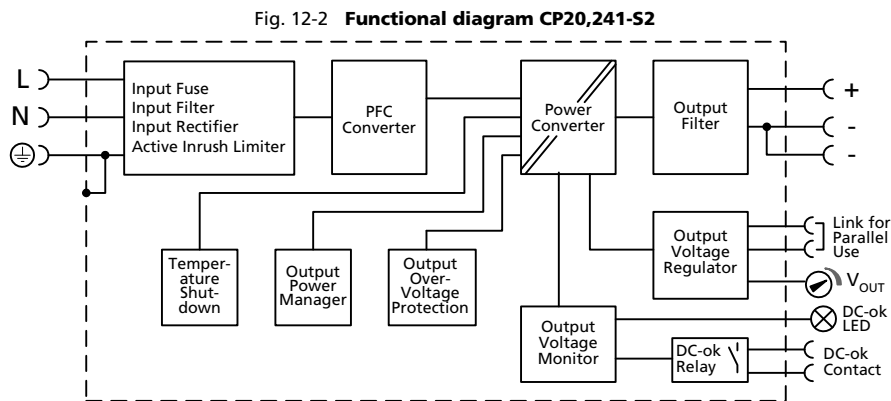 Fig. 12-2 Functional diagram CP20,241-S2
L
N
Input Fuse
Input Filter
Input Rectifier
Active Inrush Limiter
PFC
Converter
Power
Converter
Output
Filter
+
-
-
Temper-
ature
Shut-
down
Output
Power
Manager
Output
Over-
Voltage
Protection
Output
Voltage
Regulator
Link for
Parallel
Use
VOUT
Output
Voltage
Monitor
DC-ok
LED
DC-ok
Relay
DC-ok
Contact